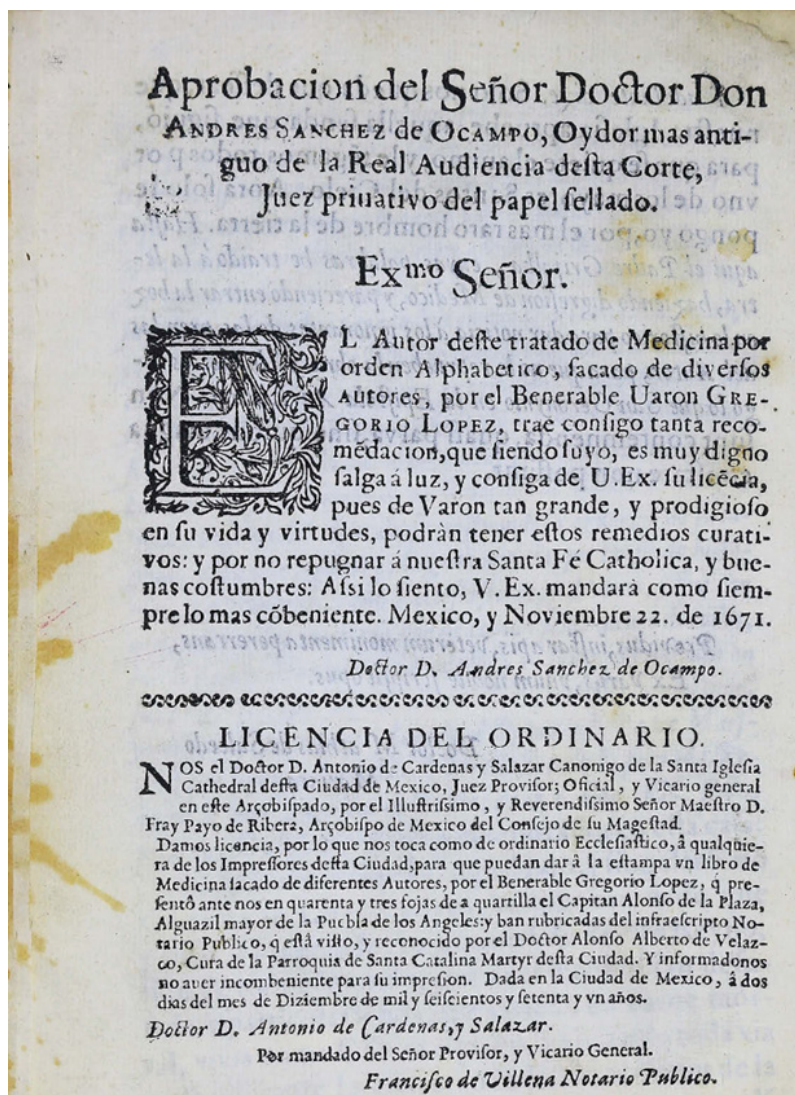 Aprobacion del Señor Doctor Don
ANDRES SANCHEZ de OCAMPO, Oydor mas anti-
guo de la Real Audiencia desta Corte,
Juez priuativo del papel sellado.
Exmo Señor.
EL Autor deste tratado de Medicina por
orden Alphabetico, sacado de diversos
Autores, por el Benerable Uaron GRE-
GORIO LOPEZ, trae consigo tanta reco-
mēdacion, que siendo suyo, es muy digno
salga á luz, y consiga de U.Ex. su licēcia,
pues de Varon tan grande, y prodigioso
en su vida y virtudes, podràn tener estos remedios curati-
vos: y por no repugnar á nuestra Santa Fé Catholica, y bue-
nas costumbres: Assi lo siento, V. Ex. mandarà como siem-
pre lo mas cõbeniente. Mexico, y Noviembre 22. de 1671.
Doctor D. Andres Sanchez de Ocampo.
LICENCIA DEL ORDINARIO.
NOS el Doctor D. Antonio de Cardenas y Salazar Canonigo de la Santa Iglesia
Cathedral desta Ciudad de Mexico, Juez Provisor; Oficial, y Vicario general
en este Arçobispado, por el Illustrissimo, y Reverendissimo Señor Maestro D.
Fray Payo de Ribera, Arçobispo de Mexico del Consejo de su Magestad.
Damos licencia, por lo que nos toca como de ordinario Ecclesiastico, â qualquie-
ra de los Impressores desta Ciudad, para que puedan dar â la estampa vn libro de
Medicina sacado de diferentes Autores, por el Benerable Gregorio Lopez, q̃ pre-
sentô ante nos en quarenta y tres fojas de a quartilla el Capitan Alonso de la Plaza,
Alguazil mayor de la Puebla de los Angeles: y ban rubricadas del infraescripto No-
tario Publico, q̃ está visto, y reconocido por el Doctor Alonso Alberto de Velaz-
co, Cura de la Parroquia de Santa Catalina Martyr desta Ciudad. Y informadonos
no aver incombeniente para su impresion. Dada en la Ciudad de Mexico, â dos
dias del mes de Diziembre de mil y seiscientos y setenta y vn años.
Doctor D. Antonio de Cardenas, y Salazar.
Por mandado del Señor Provisor, y Vicario General.
Francisco de Villena Notario Publico.